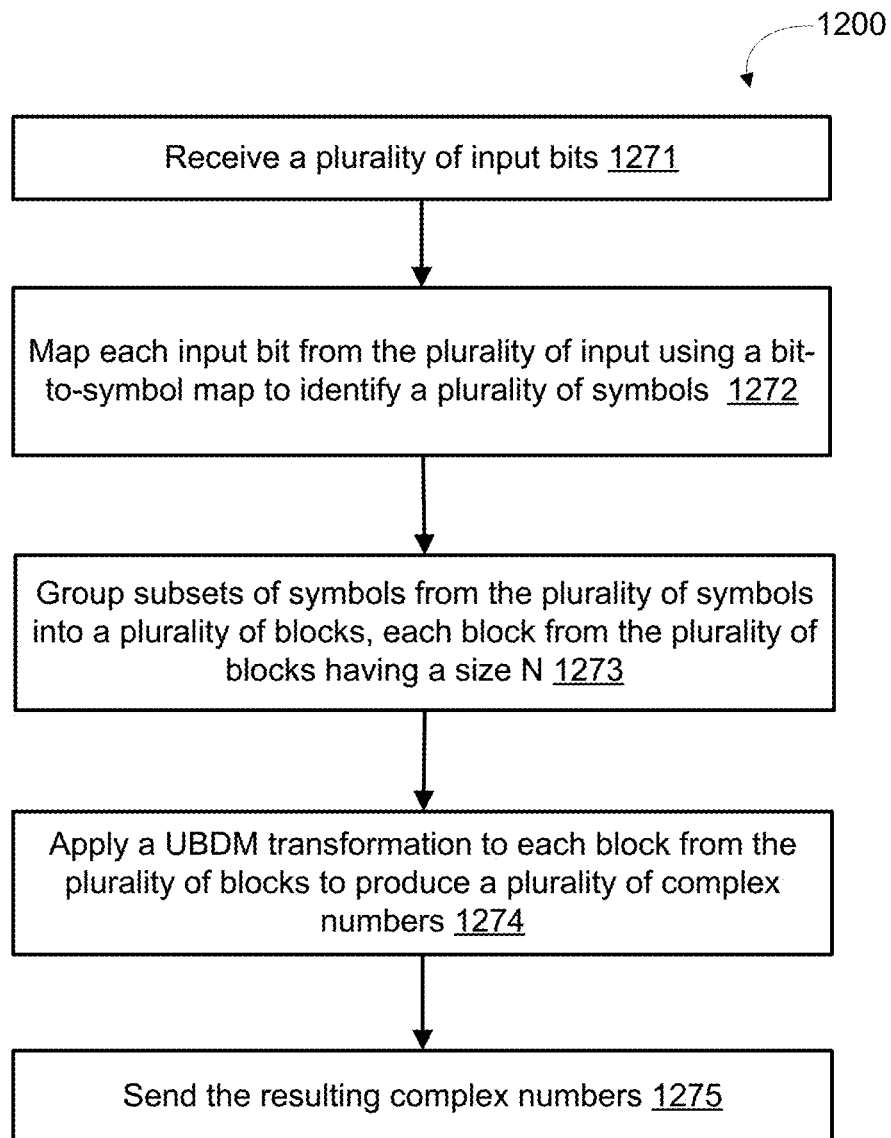 1200
Receive a plurality of input bits 1271
Map each input bit from the plurality of input using a bit-
to-symbol map to identify a plurality of symbols 1272
Group subsets of symbols from the plurality of symbols
into a plurality of blocks, each block from the plurality of
blocks having a size N 1273
Apply a UBDM transformation to each block from the
plurality of blocks to produce a plurality of complex
numbers 1274
Send the resulting complex numbers 1275